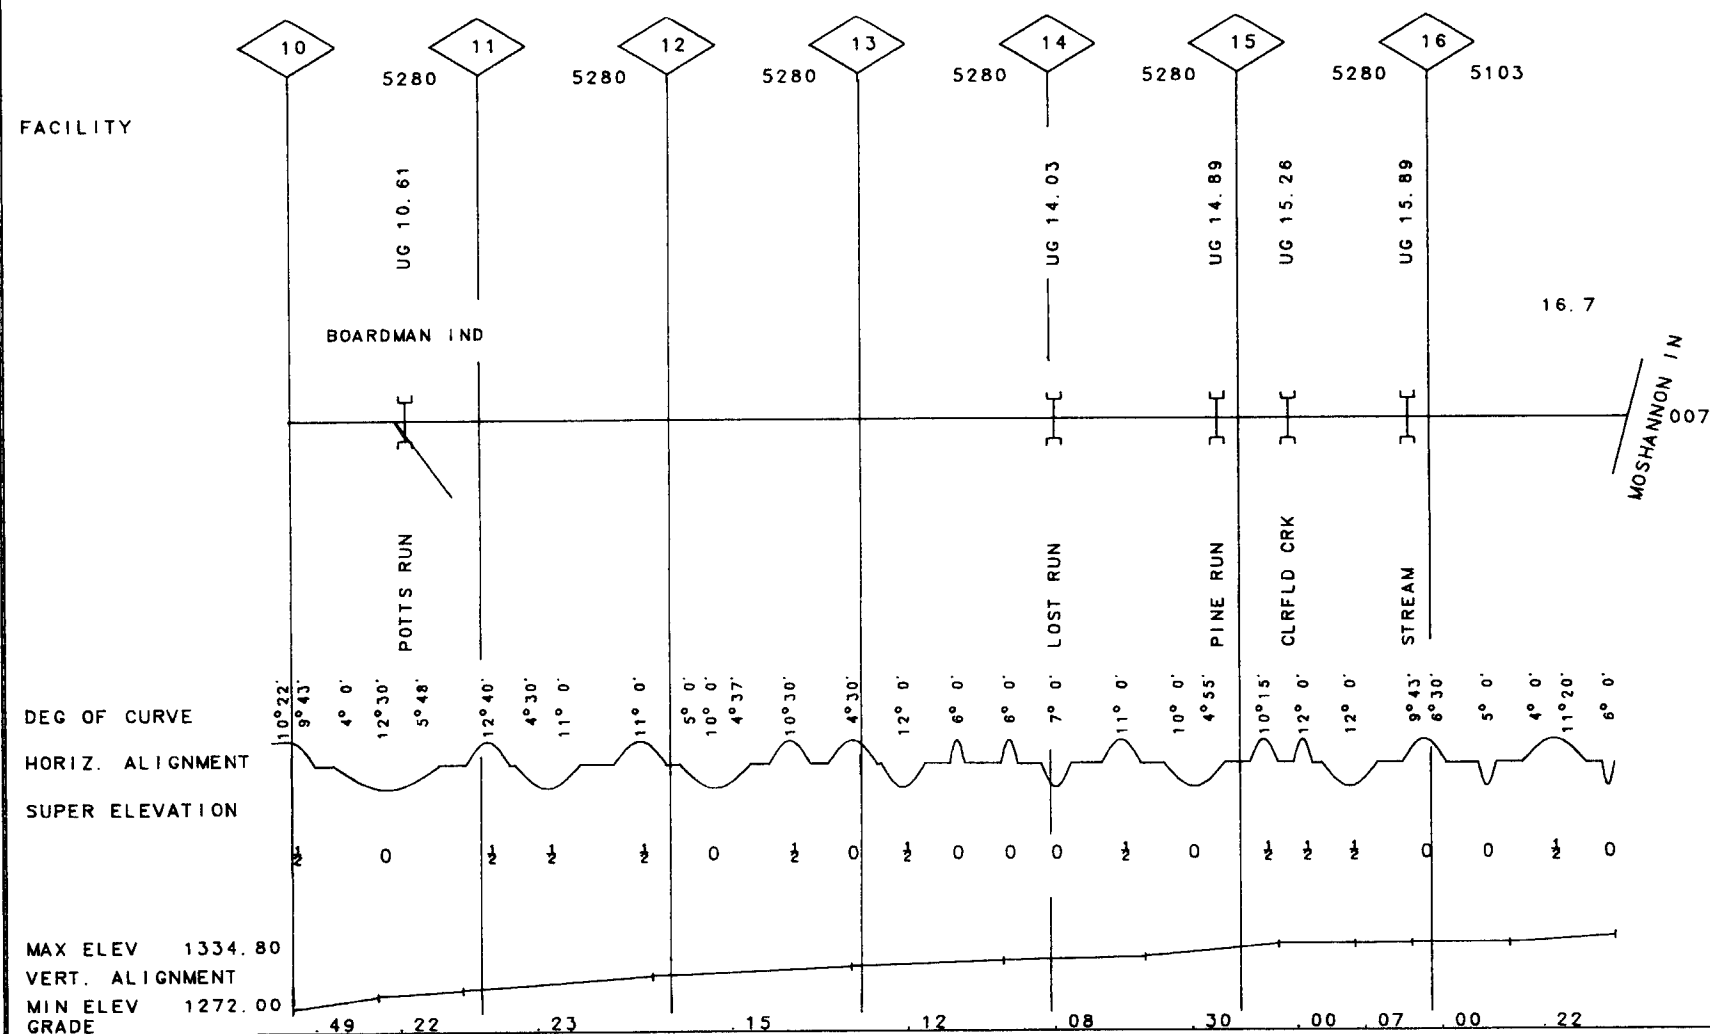 10 11 12 13 14 15 16
5280 5280 5280 5280 5280 5280 5103
FACILITY
UG 10.61
UG 14.03
UG 14.89
UG 15.26
UG 15.89
16.7
BOARDMAN IND
MOSHANNON IN
007
POTTS RUN
LOST RUN
PINE RUN
CLRFLD CRK
STREAM
DEG OF CURVE
10°22' 9°43' 4° 0' 12°30' 5°48' 12°40' 4°30' 11° 0' 11° 0' 5° 0' 10° 0' 4°37' 10°30' 4°30' 12° 0' 6° 0' 6° 0' 7° 0' 11° 0' 10° 0' 4°55' 10°15' 12° 0' 12° 0' 9°43' 6°30' 5° 0' 4° 0' 11°20' 6° 0'
HORIZ. ALIGNMENT
SUPER ELEVATION
½ 0 ½ ½ ½ 0 ½ 0 ½ 0 0 0 ½ 0 ½ ½ ½ 0 0 ½ 0
MAX ELEV 1334.80
VERT. ALIGNMENT
MIN ELEV 1272.00
GRADE .49 .22 .23 .15 .12 .08 .30 .00 .07 .00 .22